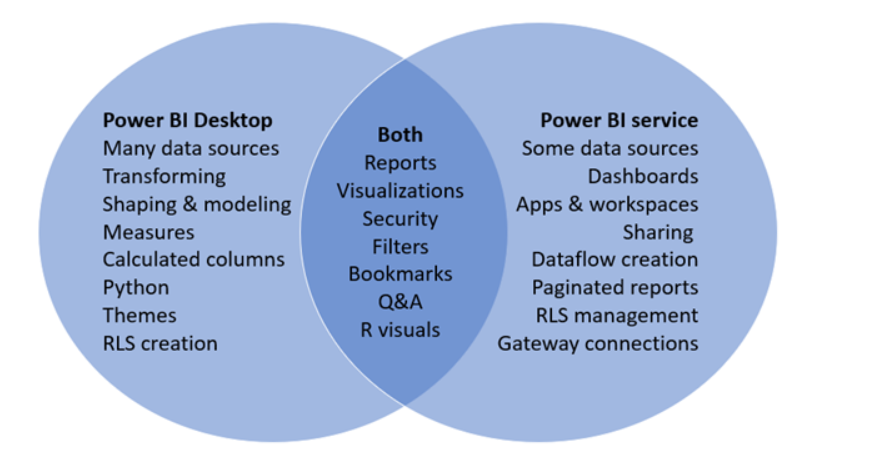 Power BI Desktop
Many data sources
Transforming
Shaping & modeling
Measures
Calculated columns
Python
Themes
RLS creation
Both
Reports
Visualizations
Security
Filters
Bookmarks
Q&A
R visuals
Power BI service
Some data sources
Dashboards
Apps & workspaces
Sharing
Dataflow creation
Paginated reports
RLS management
Gateway connections